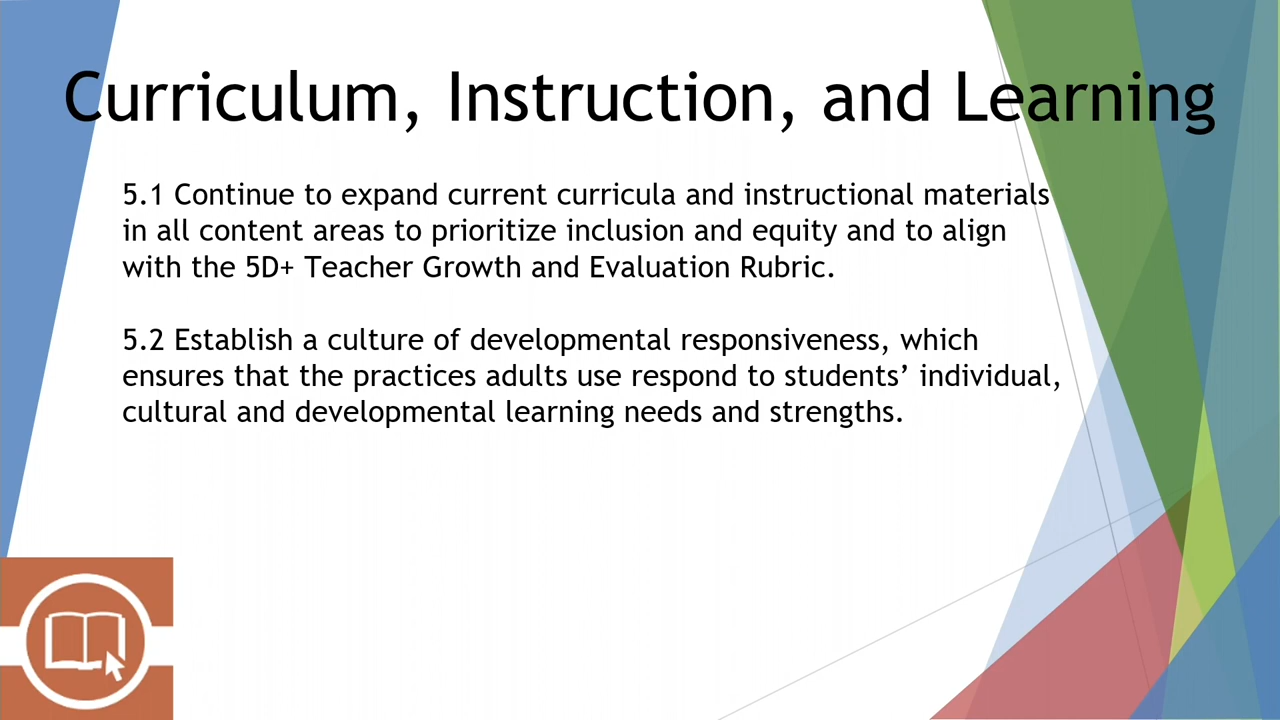 Curriculum, Instruction, and Learning
5.1 Continue to expand current curricula and instructional materials
in all content areas to prioritize inclusion and equity and to align
with the 5D+ Teacher Growth and Evaluation Rubric.
5.2 Establish a culture of developmental responsiveness, which
ensures that the practices adults use respond to students’ individual,
cultural and developmental learning needs and strengths.